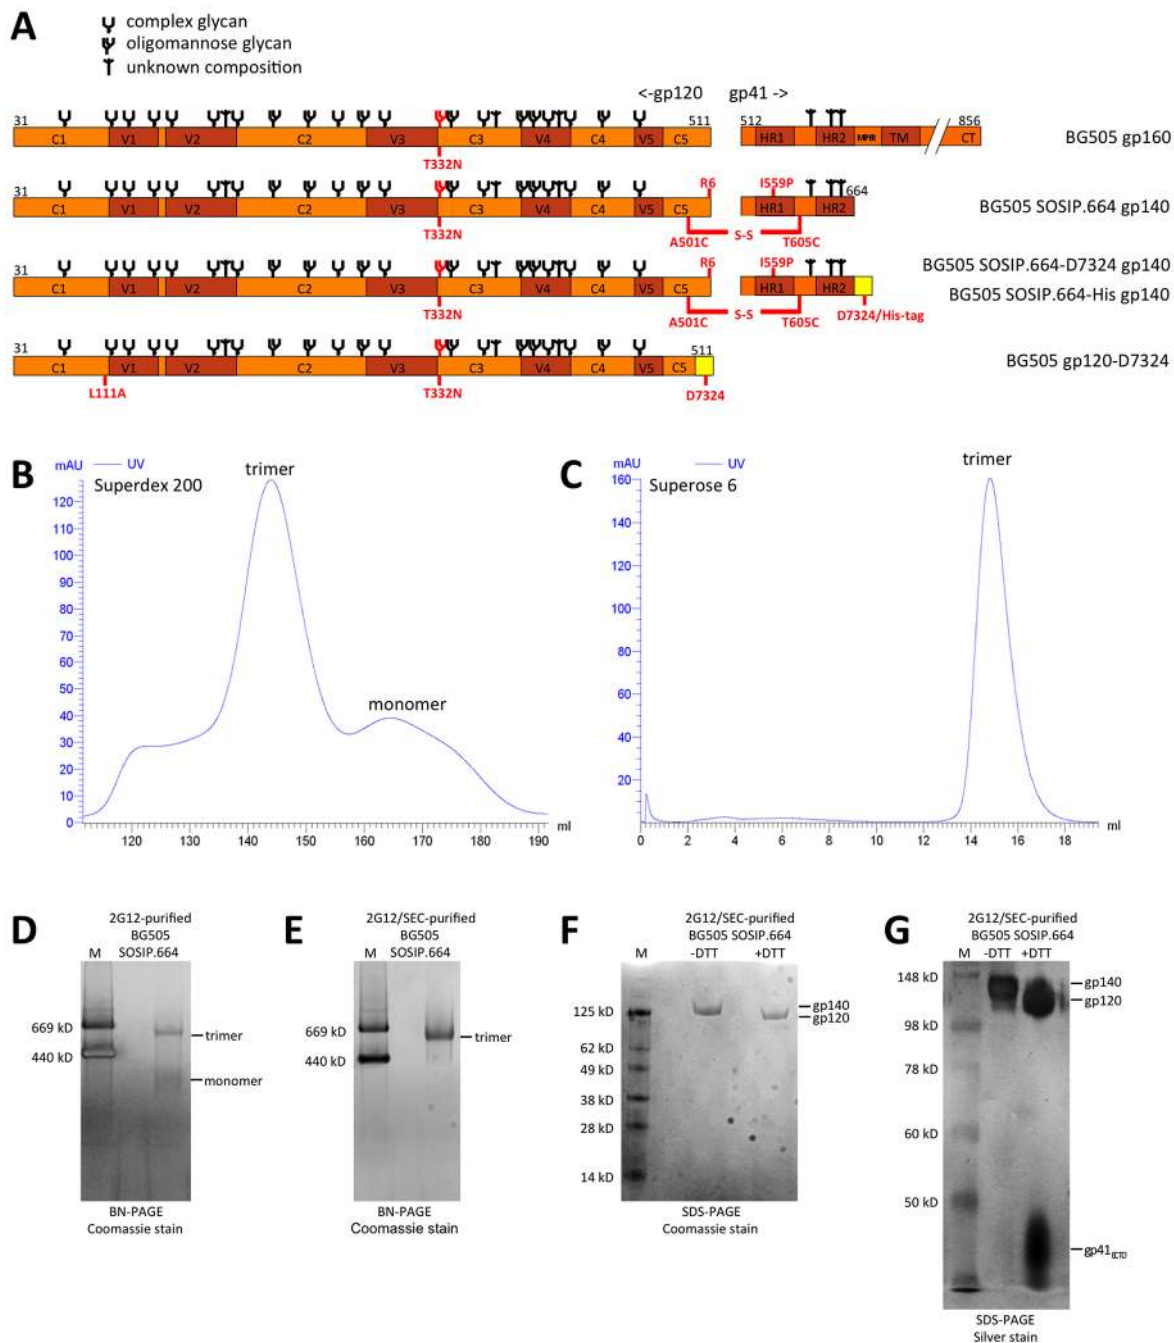 A
complex glycan
oligomannose glycan
unknown composition
<-gp120 gp41 ->
31 511 512 856
C1 V1 V2 C2 V3 C3 V4 C4 V5 C5 HR1 HR2 MPER TM CT
BG505 gp160
T332N
31 R6 I559P 664
C1 V1 V2 C2 V3 C3 V4 C4 V5 C5 HR1 HR2
BG505 SOSIP.664 gp140
T332N A501C S-S T605C
31 R6 I559P
BG505 SOSIP.664-D7324 gp140
C1 V1 V2 C2 V3 C3 V4 C4 V5 C5 HR1 HR2
BG505 SOSIP.664-His gp140
T332N A501C S-S T605C D7324/His-tag
31 511
C1 V1 V2 C2 V3 C3 V4 C4 V5 C5
BG505 gp120-D7324
L111A T332N D7324
B
mAU UV
Superdex 200
trimer
monomer
120
110
100
90
80
70
60
50
40
30
20
10
0
120 130 140 150 160 170 180 190 ml
C
mAU UV
Superose 6
trimer
160
140
120
100
80
60
40
20
0 2 4 6 8 10 12 14 16 18 ml
D
2G12-purified
BG505
M SOSIP.664
669 kD
440 kD
trimer
monomer
BN-PAGE
Coomassie stain
E
2G12/SEC-purified
BG505
M SOSIP.664
669 kD
440 kD
trimer
BN-PAGE
Coomassie stain
F
2G12/SEC-purified
BG505 SOSIP.664
M -DTT +DTT
125 kD
62 kD
49 kD
38 kD
28 kD
14 kD
gp140
gp120
SDS-PAGE
Coomassie stain
G
2G12/SEC-purified
BG505 SOSIP.664
M -DTT +DTT
148 kD
98 kD
78 kD
60 kD
50 kD
gp140
gp120
gp41ECTO
SDS-PAGE
Silver stain